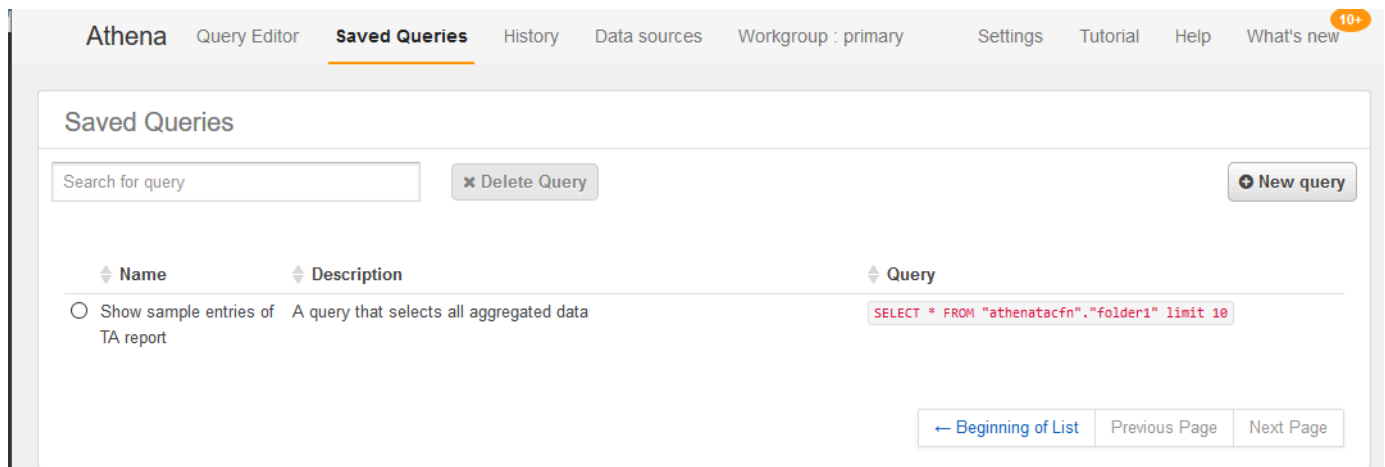 Athena Query Editor Saved Queries History Data sources Workgroup : primary Settings Tutorial Help What's new 10+
Saved Queries
Search for query Delete Query New query
Name Description Query
Show sample entries of A query that selects all aggregated data SELECT * FROM "athenatacfn"."folder1" limit 10
TA report
← Beginning of List Previous Page Next Page